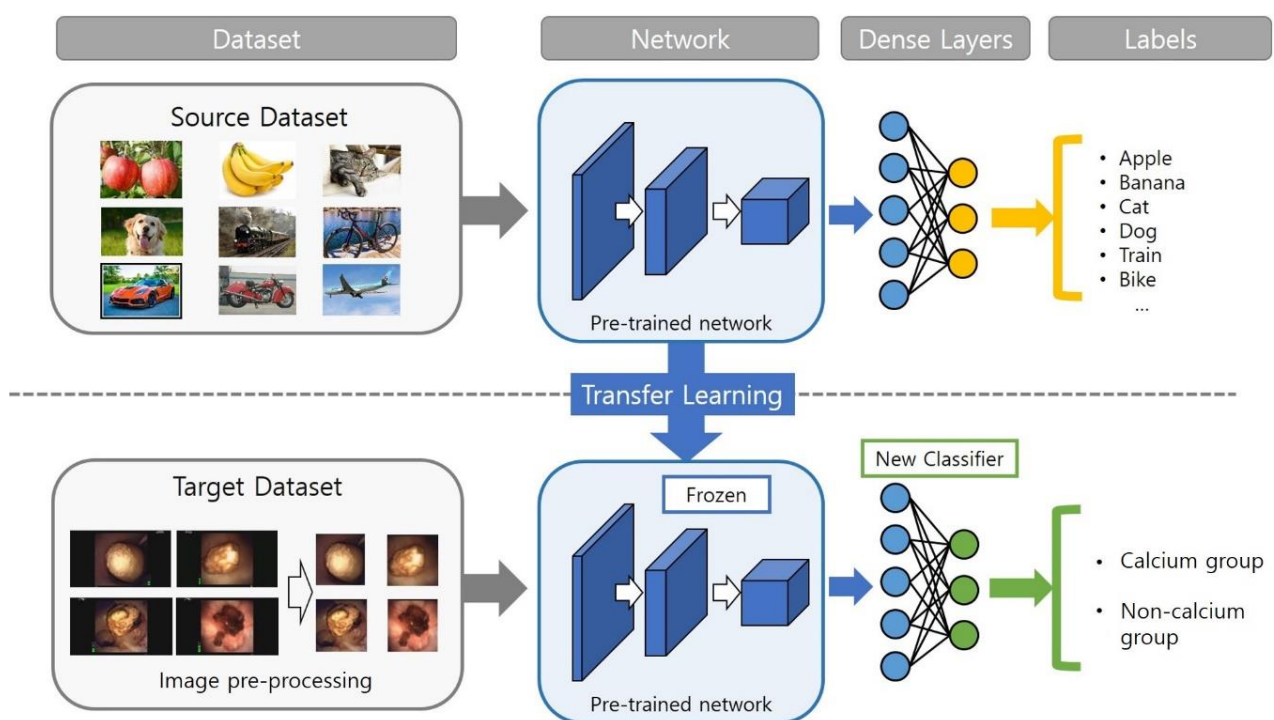 Dataset
Network
Dense Layers
Labels
Source Dataset
Pre-trained network
• Apple
• Banana
• Cat
• Dog
• Train
• Bike
...
Transfer Learning
Target Dataset
Image pre-processing
Frozen
Pre-trained network
New Classifier
• Calcium group
• Non-calcium
group